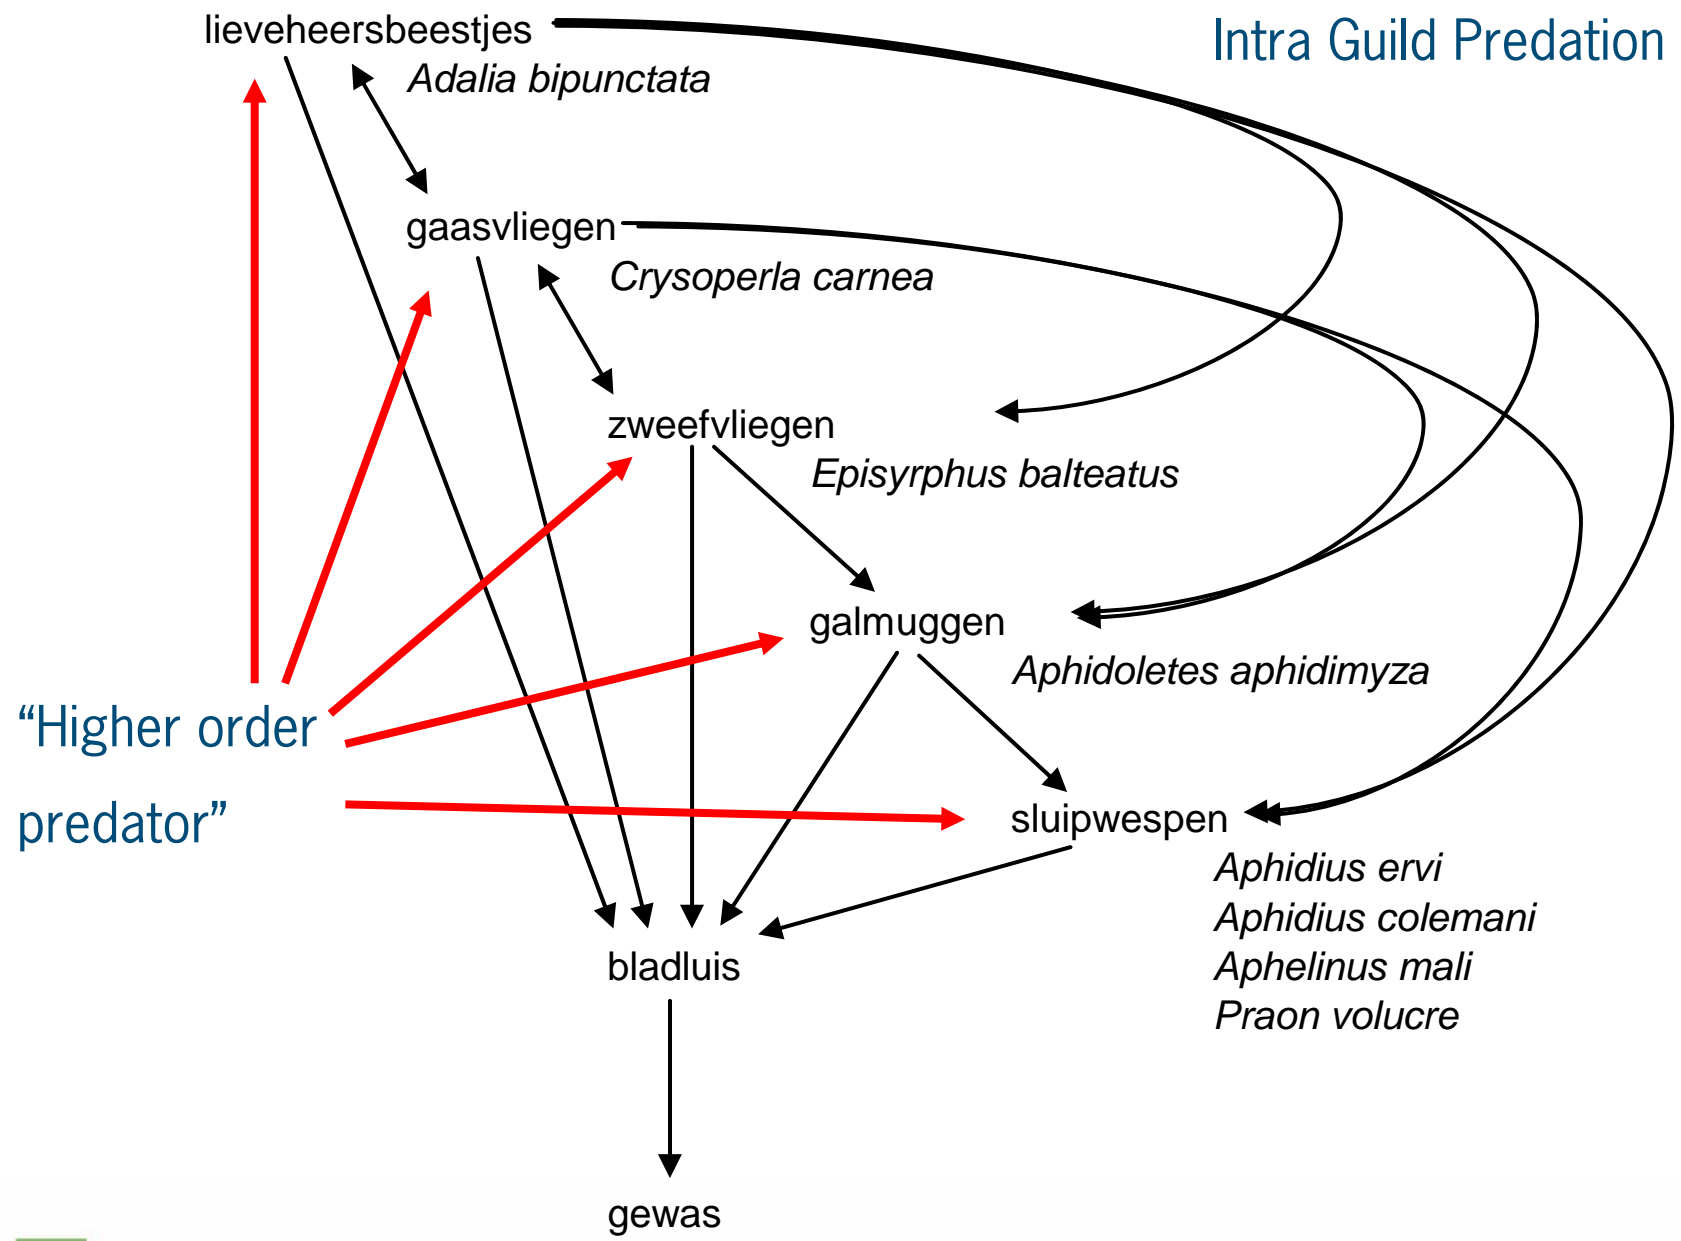 lieveheersbeestjes
Intra Guild Predation
Adalia bipunctata
gaasvliegen
Crysoperla carnea
zweefvliegen
Episyrphus balteatus
galmuggen
Aphidoletes aphidimyza
“Higher order
predator”
sluipwespen
Aphidius ervi
Aphidius colemani
Aphelinus mali
Praon volucre
bladluis
gewas